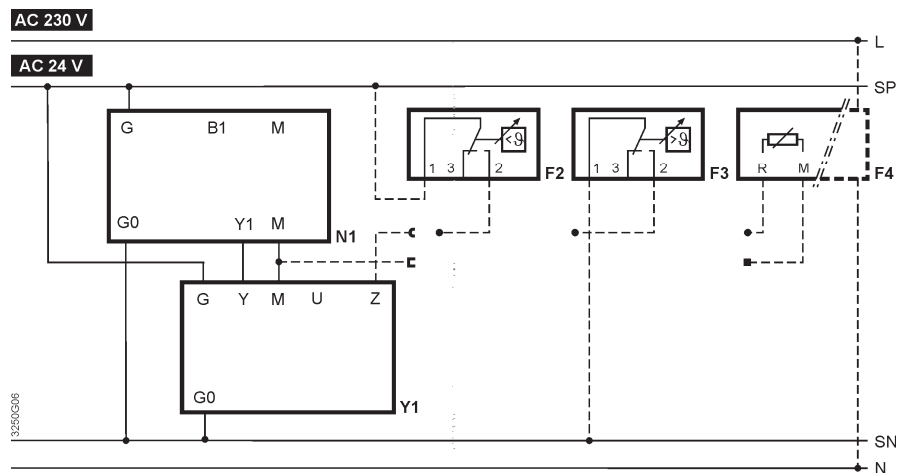 AC 230 V
L
AC 24 V
SP
G B1 M
<ϑ
>ϑ
1 3 2 F2
1 3 2 F3
R M F4
G0 Y1 M
N1
G Y M U Z
G0
Y1
3250G06
SN
N